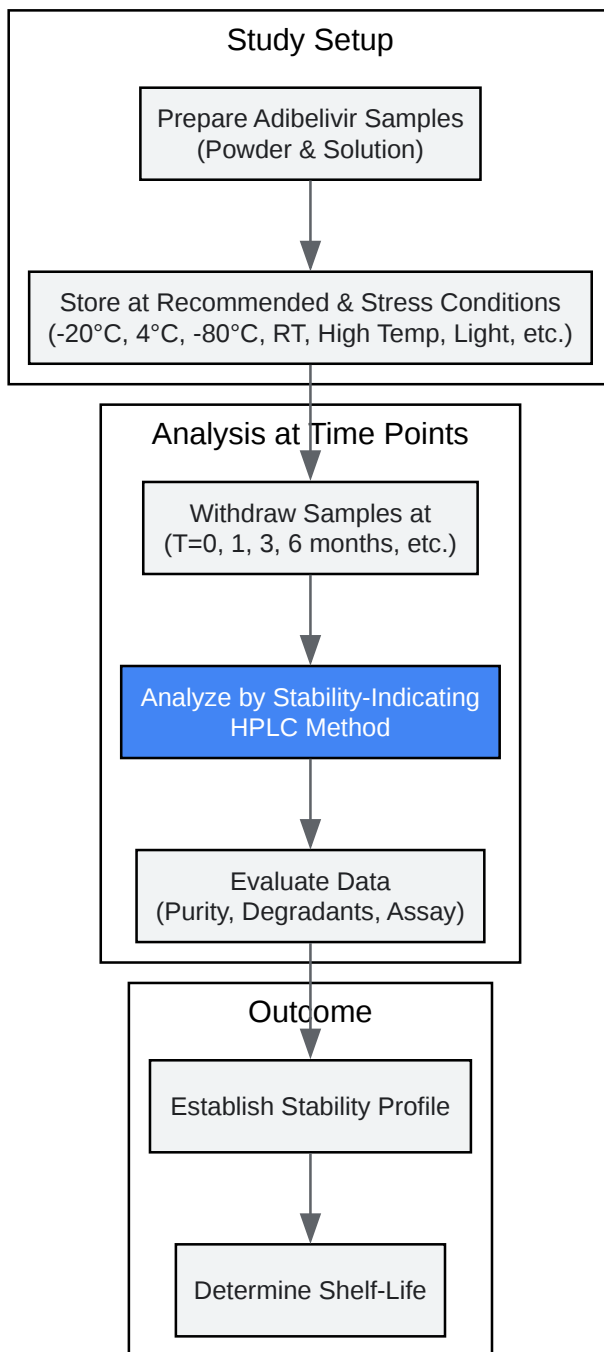 Study Setup
Prepare Adibelivir Samples
(Powder & Solution)
Store at Recommended & Stress Conditions
(-20°C, 4°C, -80°C, RT, High Temp, Light, etc.)
Analysis at Time Points
Withdraw Samples at
(T=0, 1, 3, 6 months, etc.)
Analyze by Stability-Indicating
HPLC Method
Evaluate Data
(Purity, Degradants, Assay)
Outcome
Establish Stability Profile
Determine Shelf-Life